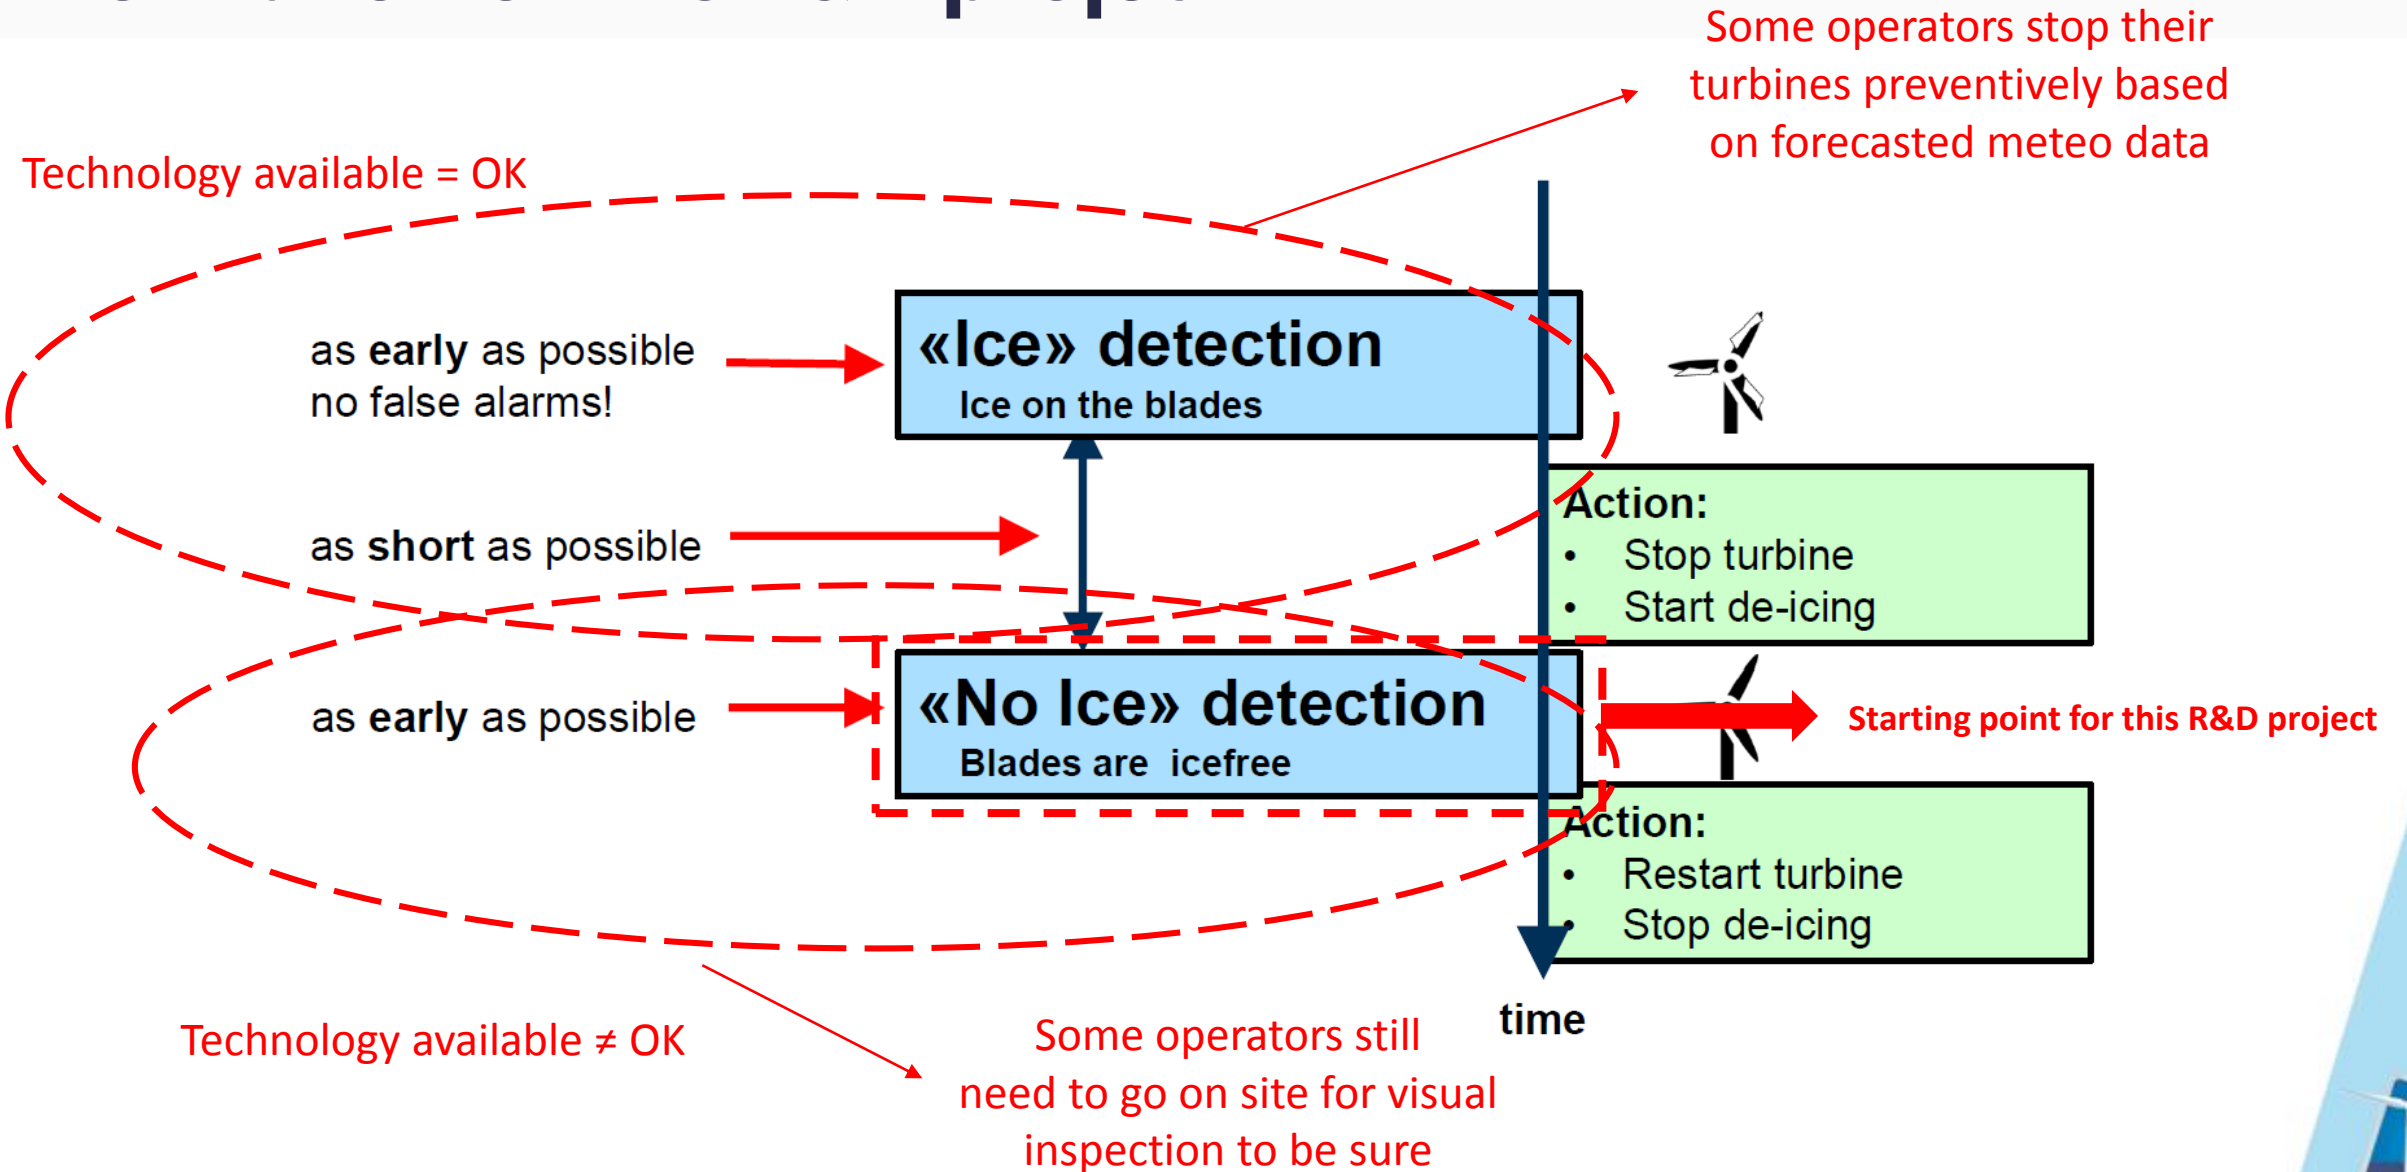 projet
Some operators stop their
turbines preventively based
on forecasted meteo data
Technology available = OK
as early as possible
no false alarms!
«Ice» detection
Ice on the blades
as short as possible
Action:
• Stop turbine
• Start de-icing
as early as possible
«No Ice» detection
Blades are icefree
Starting point for this R&D project
Action:
• Restart turbine
• Stop de-icing
time
Technology available ≠ OK
Some operators still
need to go on site for visual
inspection to be sure